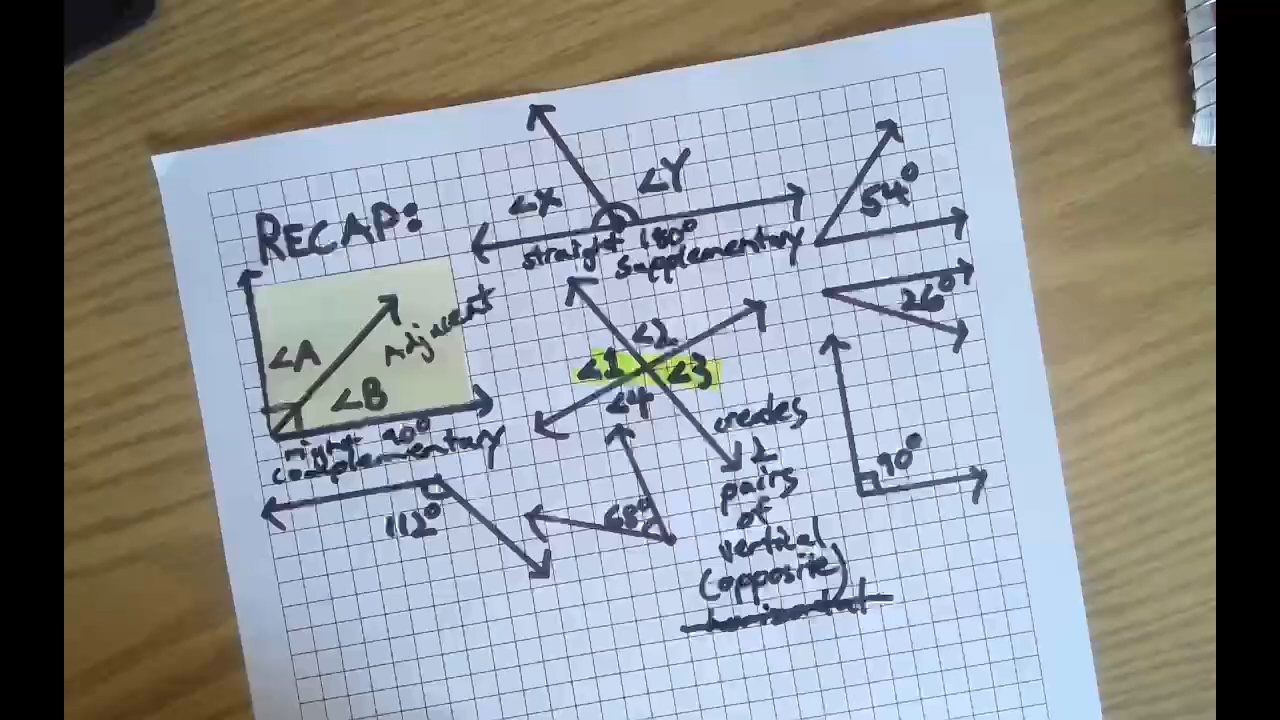 RECAP:
∠X
∠Y
straight 180°
supplementary
54°
∠A
Adjacent
∠B
right 90°
complementary
∠2
∠1
∠3
∠4
26°
creates
2
pairs
of
vertical
(opposite)
horizontal
90°
112°
68°